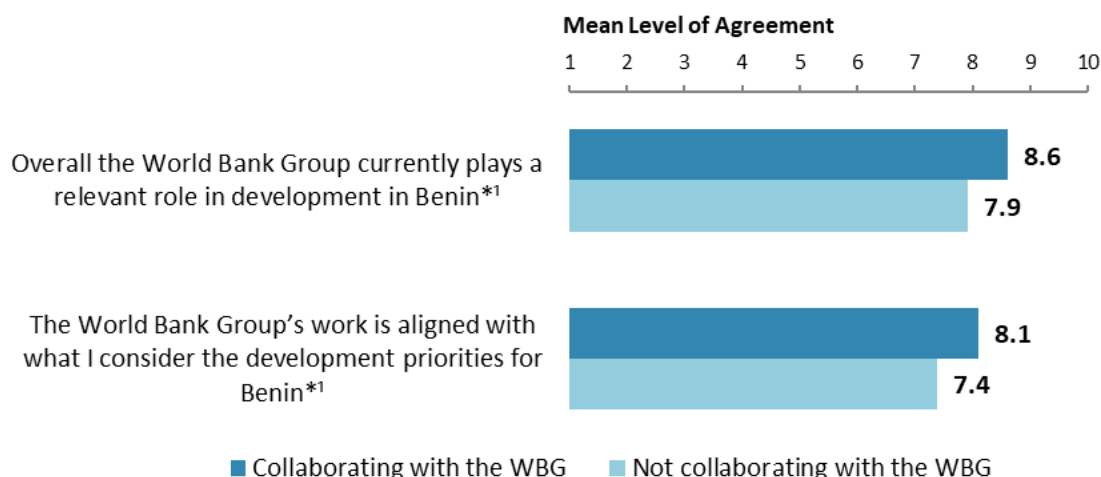 Mean Level of Agreement
1 2 3 4 5 6 7 8 9 10
Overall the World Bank Group currently plays a
relevant role in development in Benin*¹
8.6
7.9
The World Bank Group’s work is aligned with
what I consider the development priorities for
Benin*¹
8.1
7.4
Collaborating with the WBG Not collaborating with the WBG